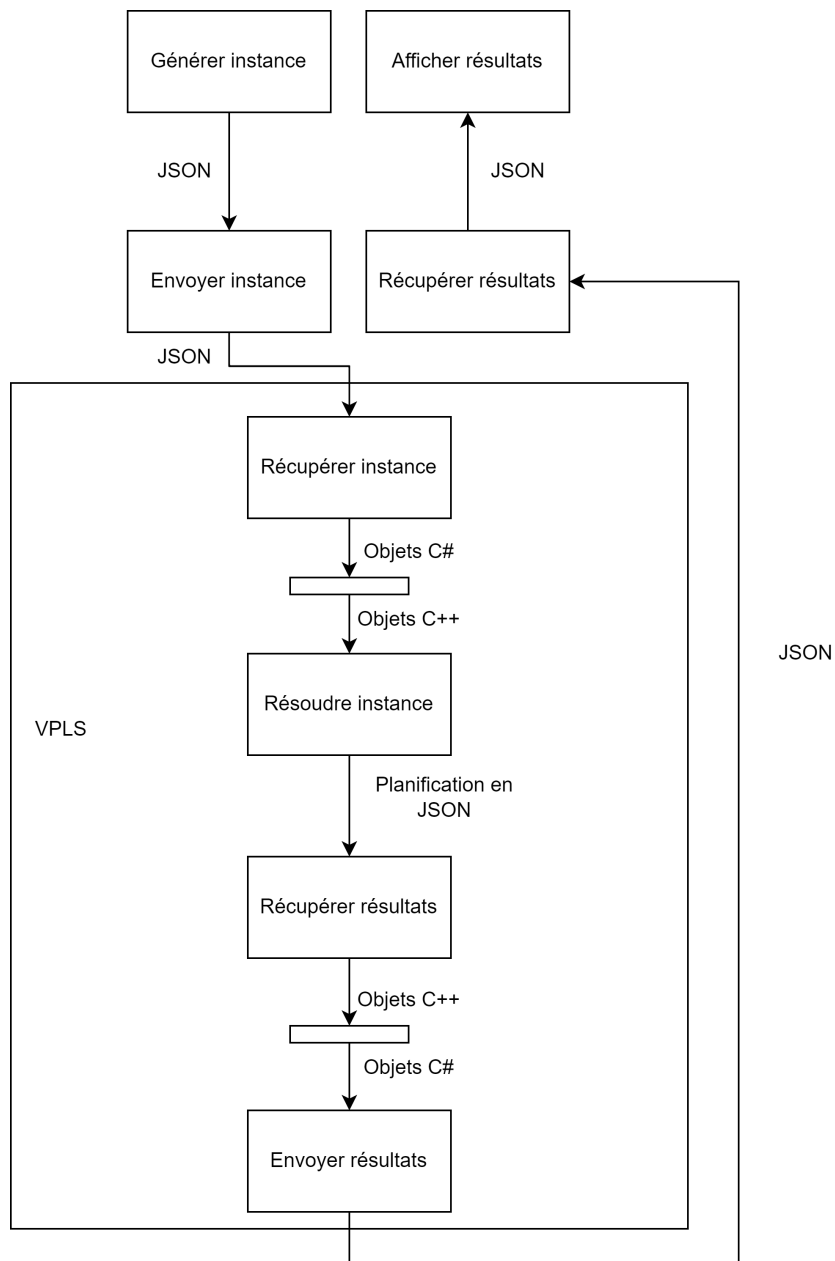 Générer instance
Afficher résultats
JSON
JSON
Envoyer instance
Récupérer résultats
JSON
Récupérer instance
Objets C#
Objets C++
JSON
Résoudre instance
VPLS
Planification en
JSON
Récupérer résultats
Objets C++
Objets C#
Envoyer résultats